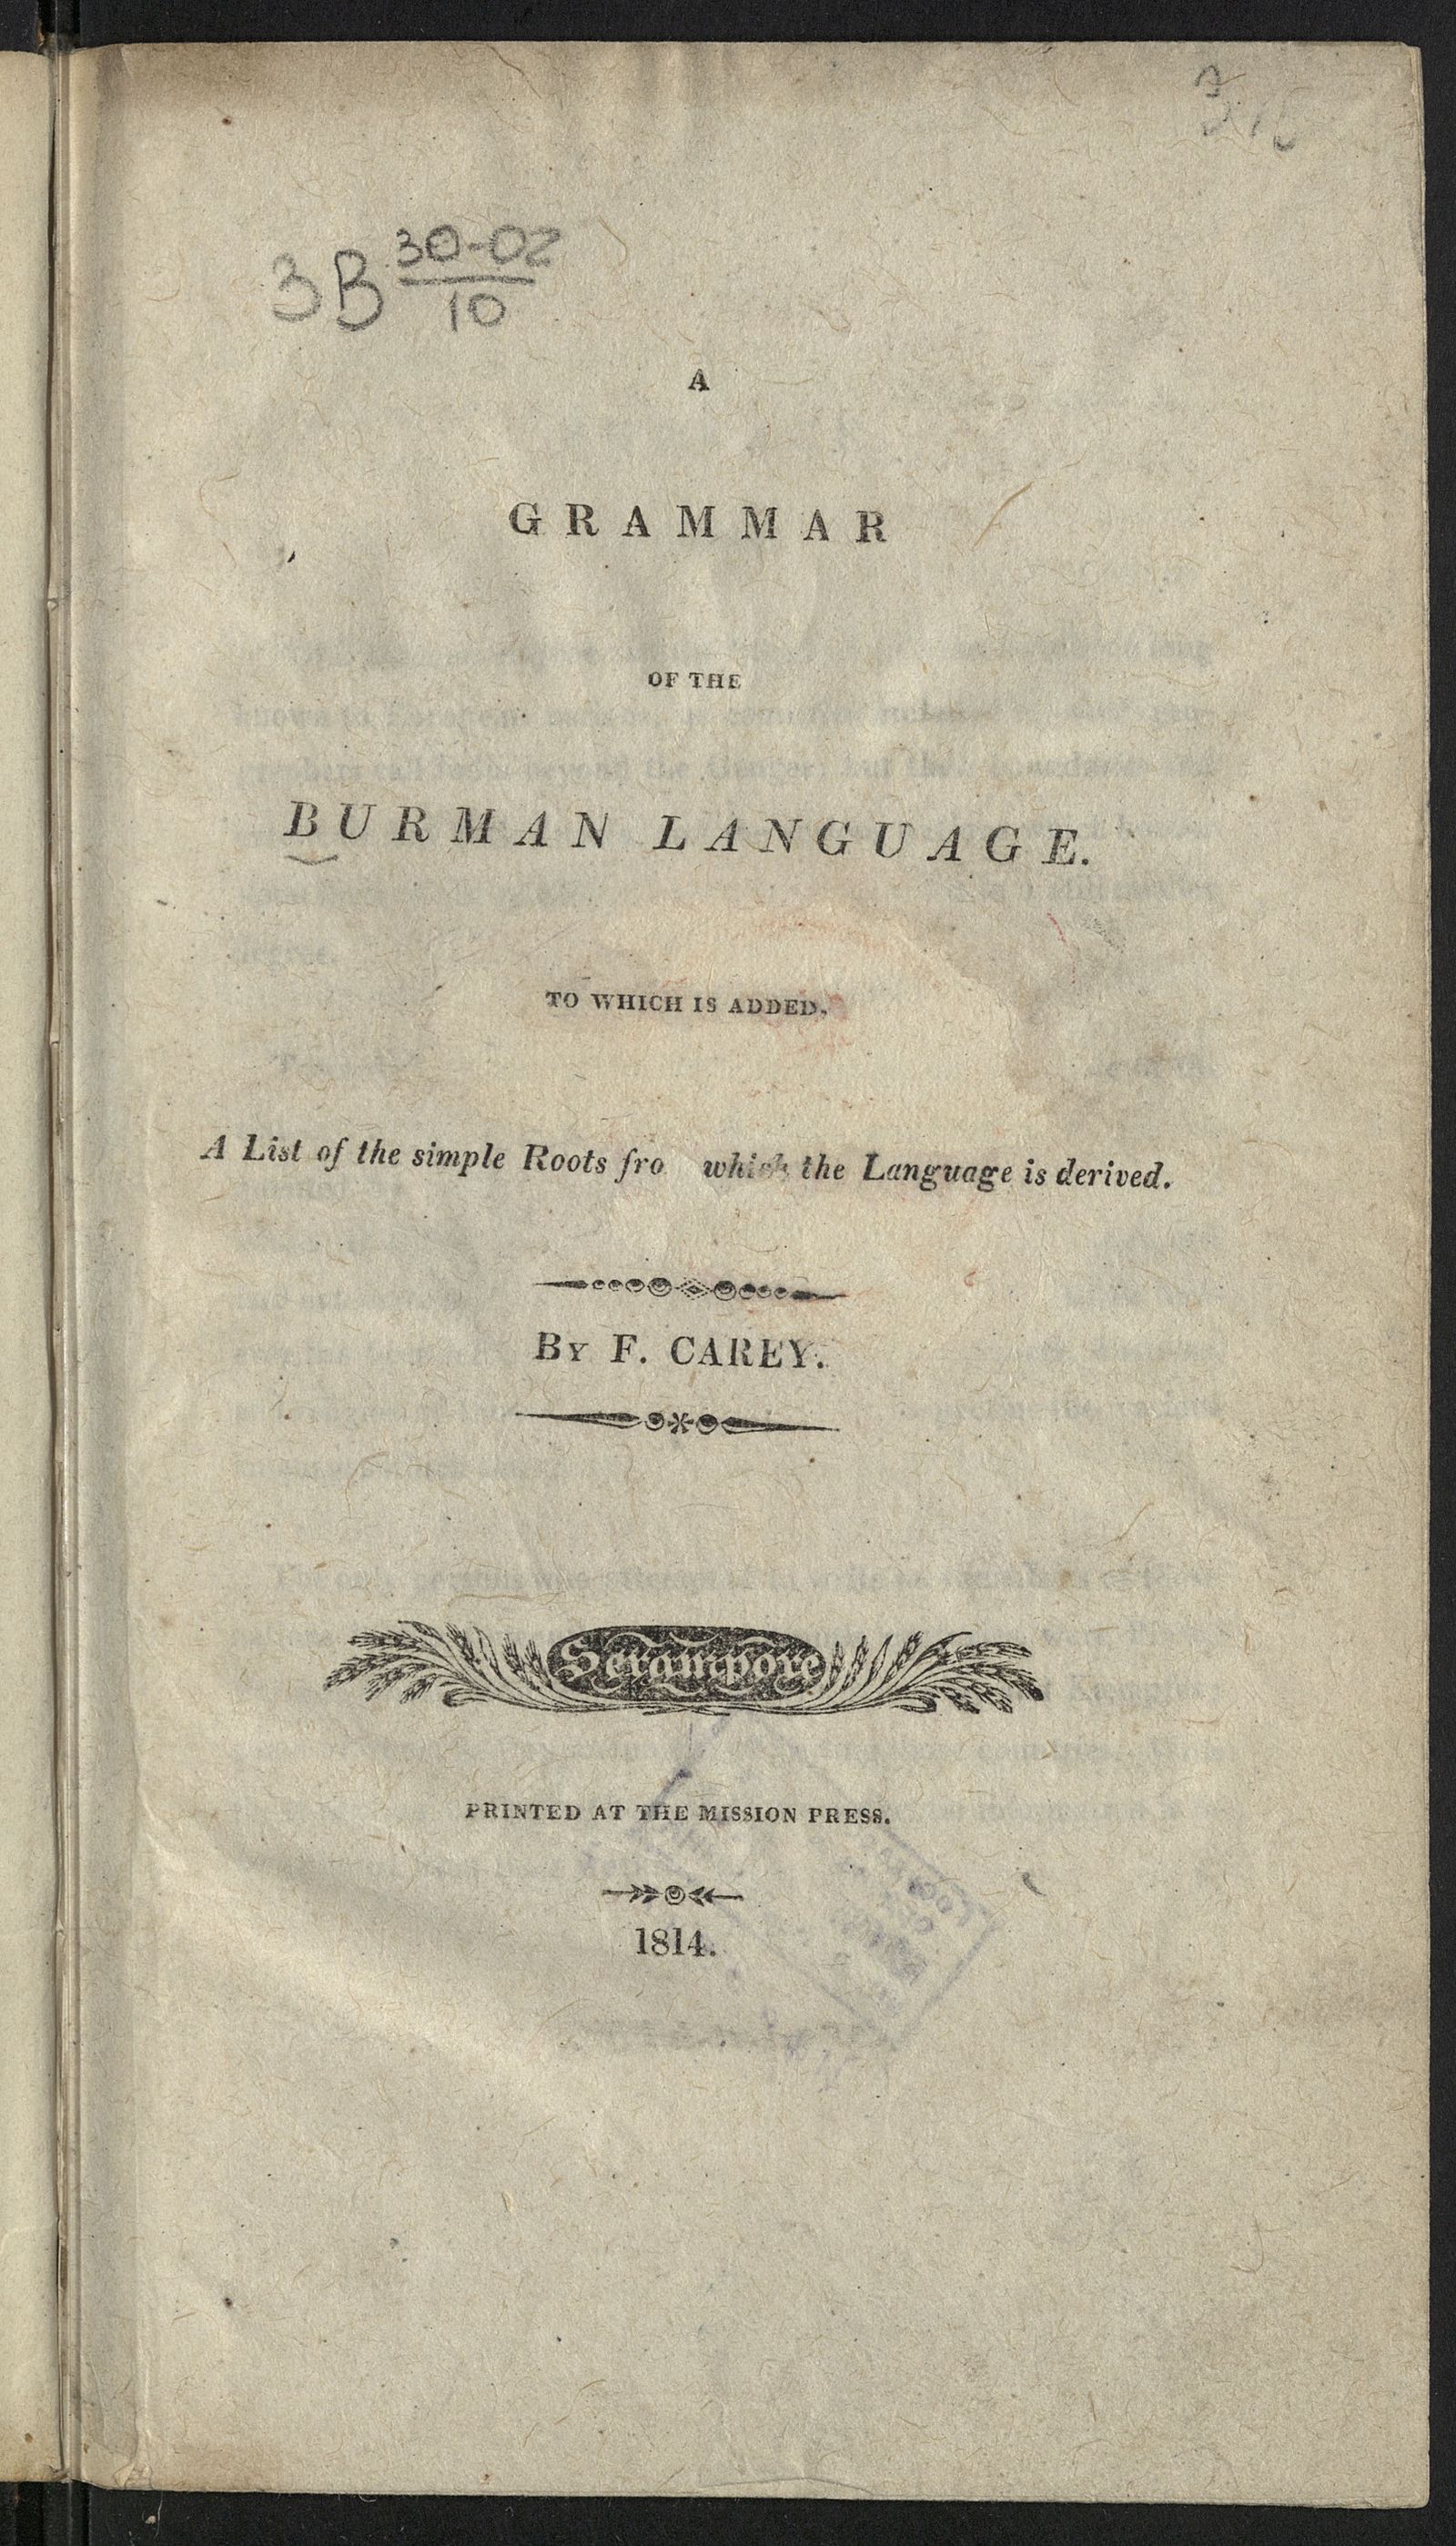 3B 30-02
10
A
GRAMMAR
OF THE
BURMAN LANGUAGE.
TO WHICH IS ADDED,
A List of the simple Roots fro which the Language is derived.
By F. CAREY.
Serampore
PRINTED AT THE MISSION PRESS.
1814.